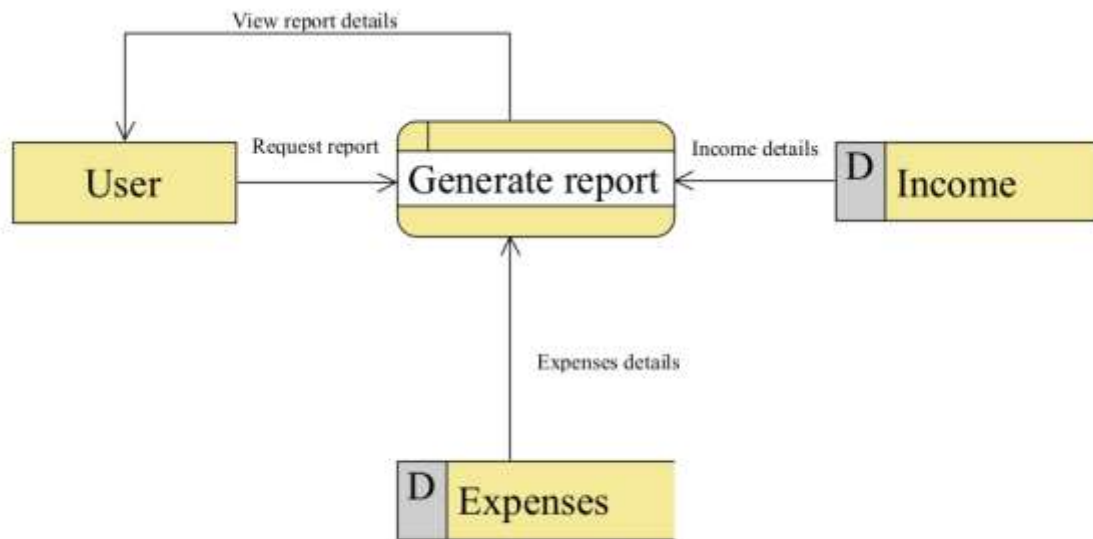 View report details
Request report
Income details
User
Generate report
D
Income
Expenses details
D
Expenses